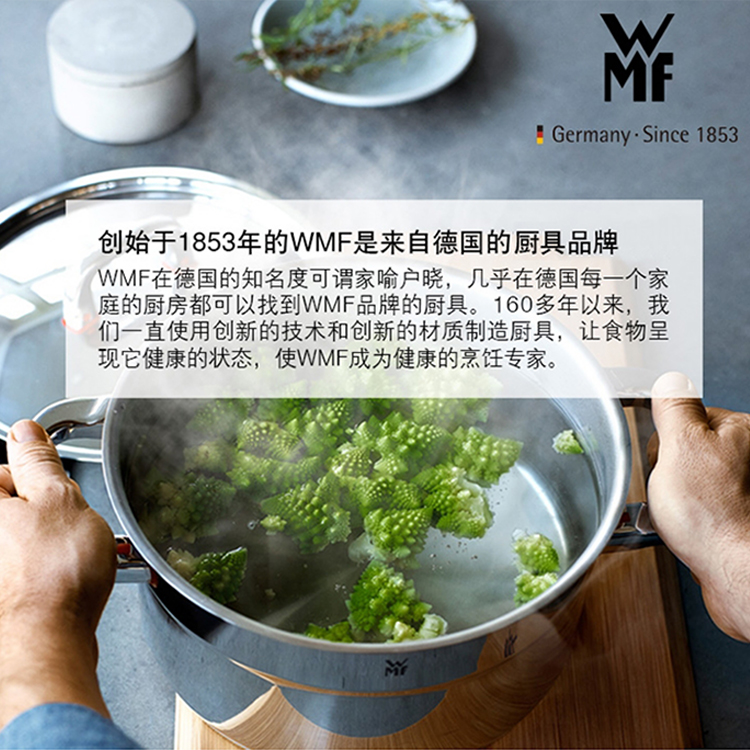 WMF
Germany · Since 1853
创始于1853年的WMF是来自德国的厨具品牌
WMF在德国的知名度可谓家喻户晓，几乎在德国每一个家
庭的厨房都可以找到WMF品牌的厨具。160多年以来，我
们一直使用创新的技术和创新的材质制造厨具，让食物呈
现它健康的状态，使WMF成为健康的烹饪专家。
WMF